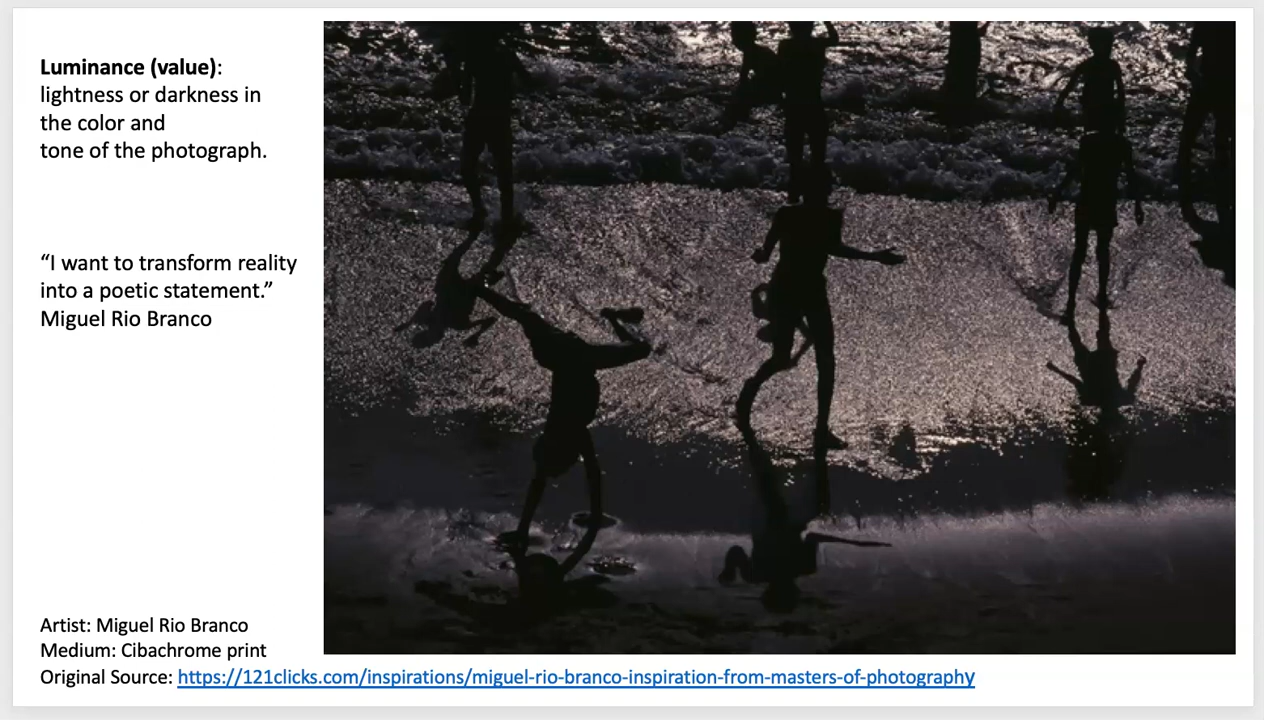 Luminance (value):
lightness or darkness in
the color and
tone of the photograph.
“I want to transform reality
into a poetic statement.”
Miguel Rio Branco
Artist: Miguel Rio Branco
Medium: Cibachrome print
Original Source: https://121clicks.com/inspirations/miguel-rio-branco-inspiration-from-masters-of-photography